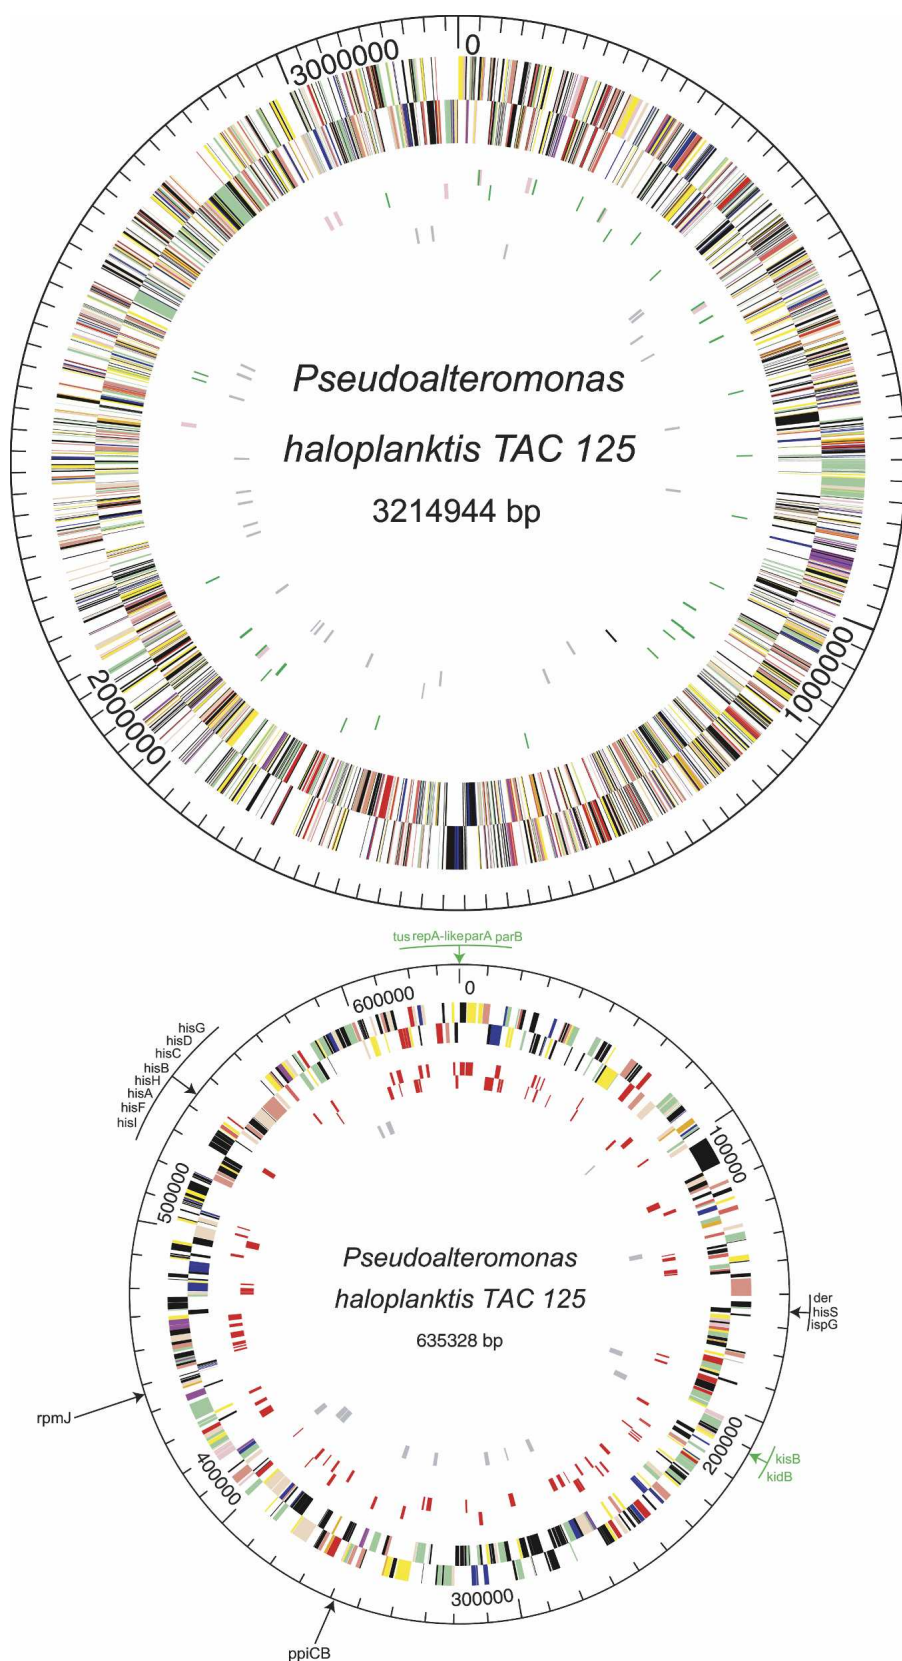 3000000
0
Pseudoalteromonas
haloplanktis TAC 125
3214944 bp
1000000
2000000
tus repA-like parA parB
600000
0
hisG
hisD
hisC
hisB
hisH
hisA
hisF
hisI
100000
500000
Pseudoalteromonas
haloplanktis TAC 125
635328 bp
der
hisS
ispG
rpmJ
200000
kisB
kidB
400000
300000
ppiCB